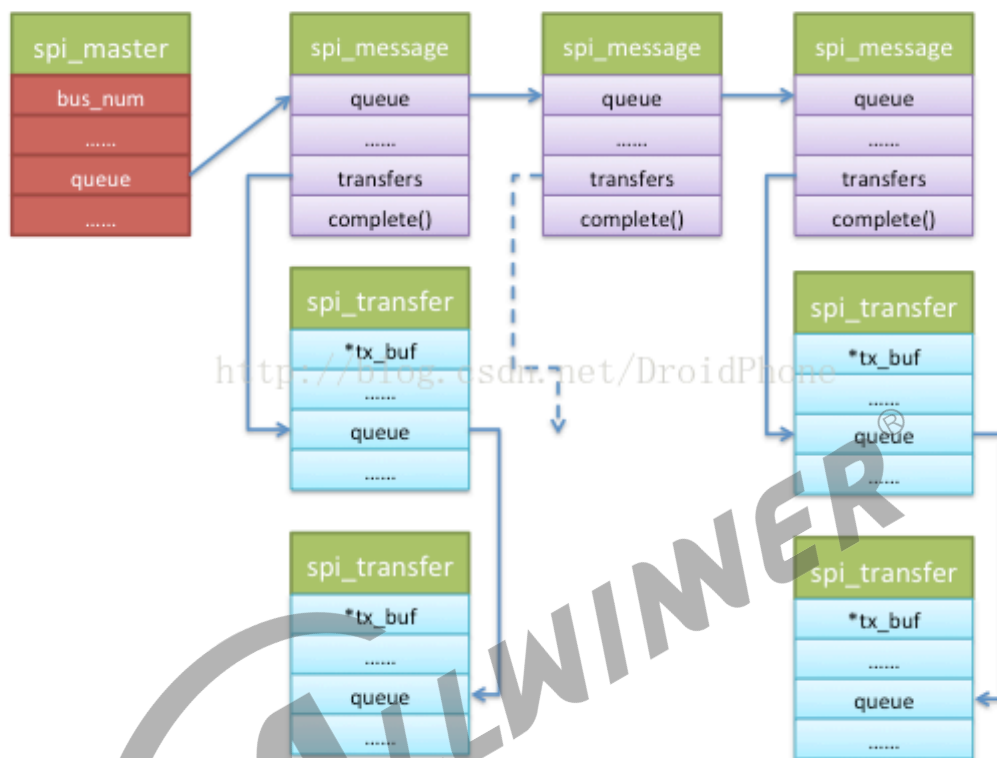 spi_master
bus_num
......
queue
......
spi_message
queue
......
transfers
complete()
spi_message
queue
......
transfers
complete()
spi_message
queue
......
transfers
complete()
spi_transfer
*tx_buf
......
queue
......
spi_transfer
*tx_buf
......
queue
......
spi_transfer
*tx_buf
......
queue
......
spi_transfer
*tx_buf
......
queue
......
http://blog.csdn.net/DroidPhone
ALLWINNER®